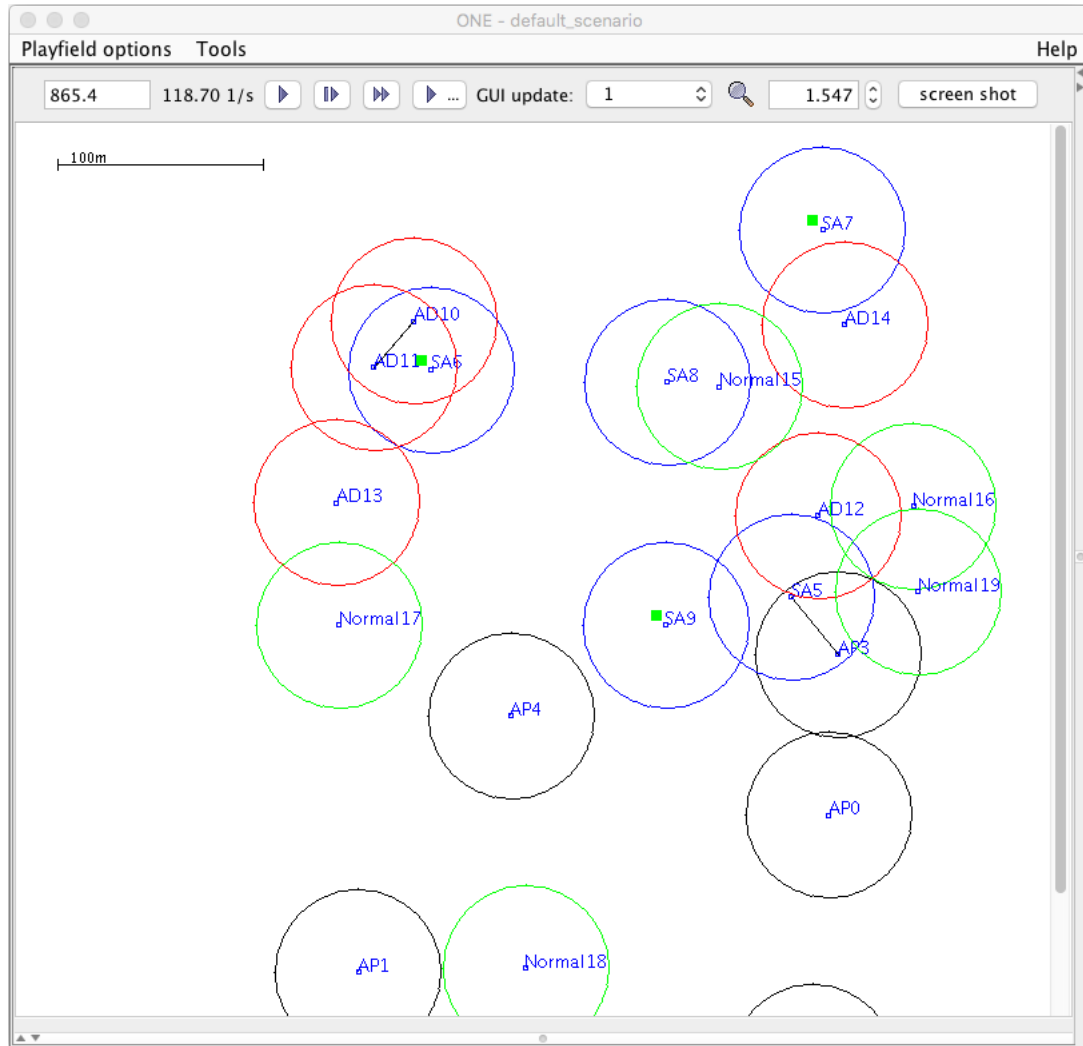 ONE - default_scenario
Playfield options Tools Help
865.4 118.70 1/s ... GUI update: 1 1.547 screen shot
100m
SA7
AD10
AD14
AD11 SA6
SA8 Normal15
AD13
AD12 Normal16
SA5 Normal19
Normal17 SA9
AP3
AP4
AP0
AP1 Normal18